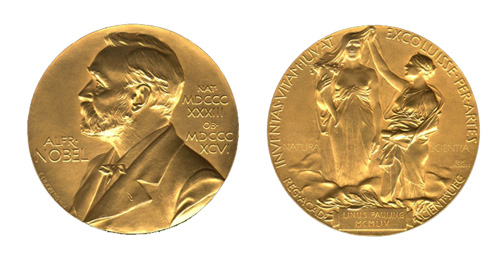 ALFR·
NOBEL
NAT·
MDCCC
XXXIII
OB·
MDCCC
XCVI
INVENTAS·VITAM·IUVAT·EXCOLUISSE·PER·ARTES
NATURA
SCIENTIA
REG·ACAD·
SCIENT·SUEC·
LINUS PAULING
MCMLIV